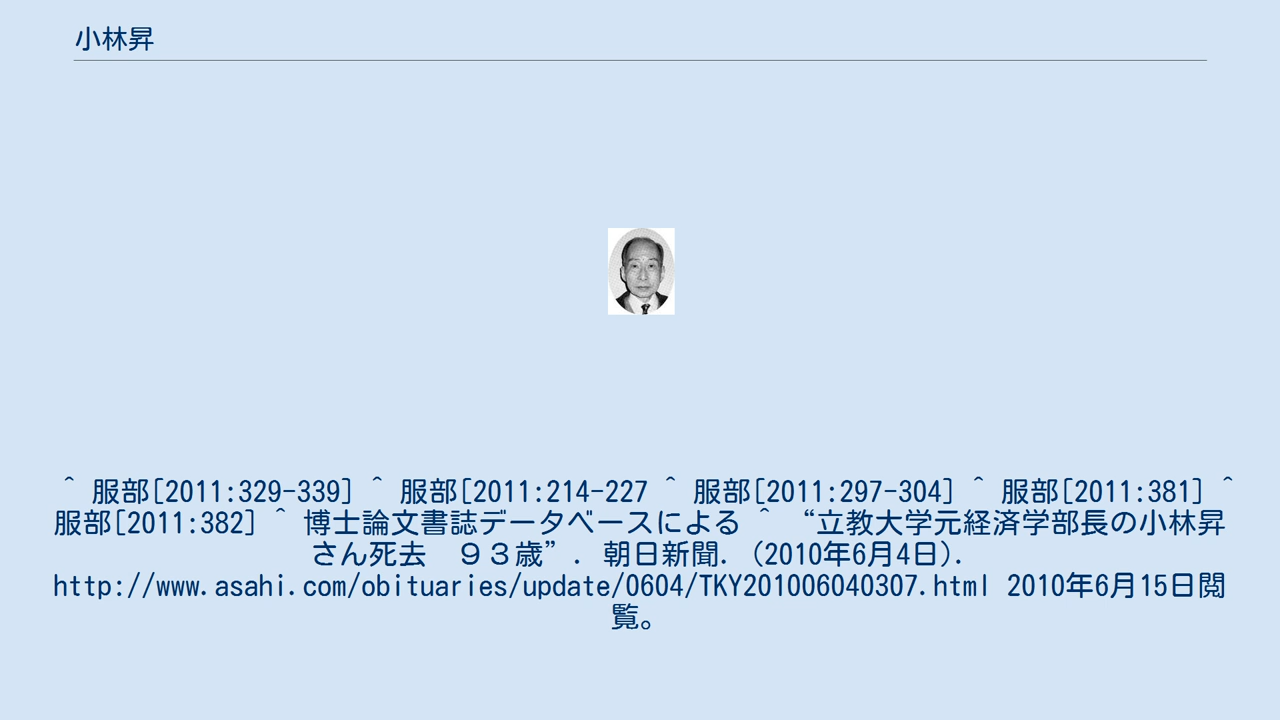 小林昇
^ 服部[2011:329-339] ^ 服部[2011:214-227 ^ 服部[2011:297-304] ^ 服部[2011:381] ^
服部[2011:382] ^ 博士論文書誌データベースによる ^ “立教大学元経済学部長の小林昇
さん死去　９３歳”. 朝日新聞. (2010年6月4日).
http://www.asahi.com/obituaries/update/0604/TKY201006040307.html 2010年6月15日閲
覧。